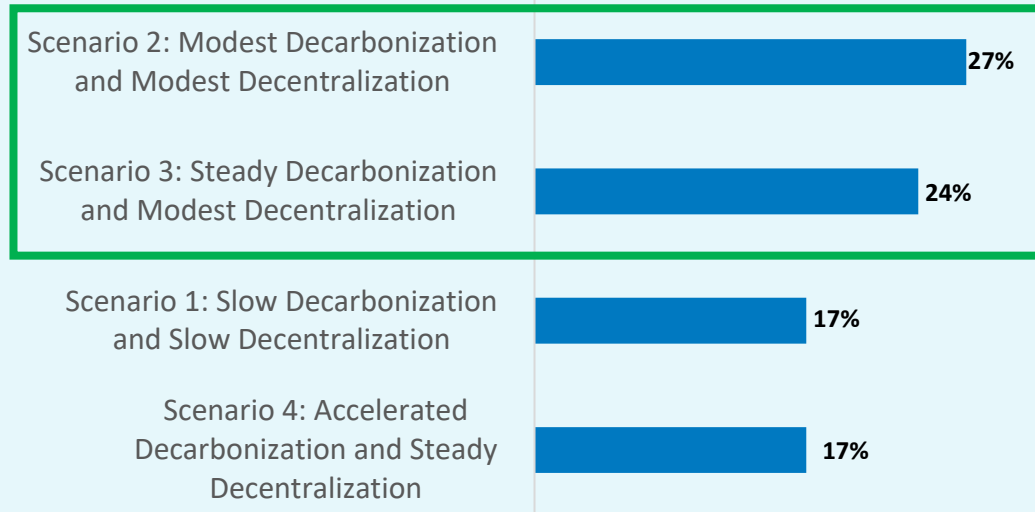 Scenario 2: Modest Decarbonization
and Modest Decentralization
27%
Scenario 3: Steady Decarbonization
and Modest Decentralization
24%
Scenario 1: Slow Decarbonization
and Slow Decentralization
17%
Scenario 4: Accelerated
Decarbonization and Steady
Decentralization
17%